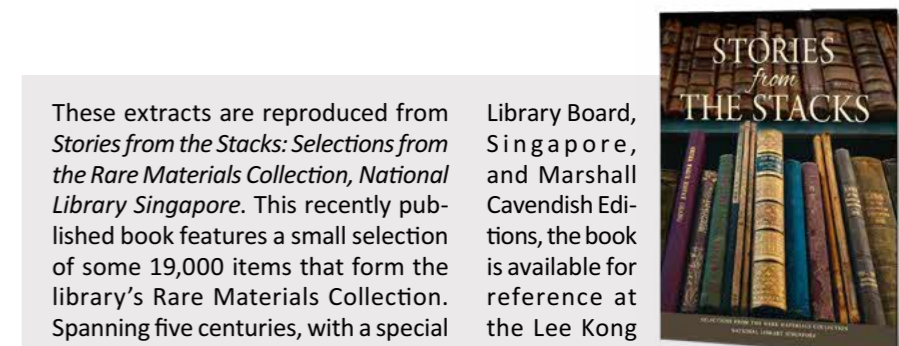 These extracts are reproduced from
Stories from the Stacks: Selections from
the Rare Materials Collection, National
Library Singapore. This recently pub-
lished book features a small selection
of some 19,000 items that form the
library's Rare Materials Collection.
Spanning five centuries, with a special
Library Board,
Singapore,
and Marshall
Cavendish Edi-
tions, the book
is available for
reference at
the Lee Kong
STORIES
from
THE STACKS
SELECTIONS FROM THE RARE MATERIALS COLLECTION
NATIONAL LIBRARY SINGAPORE